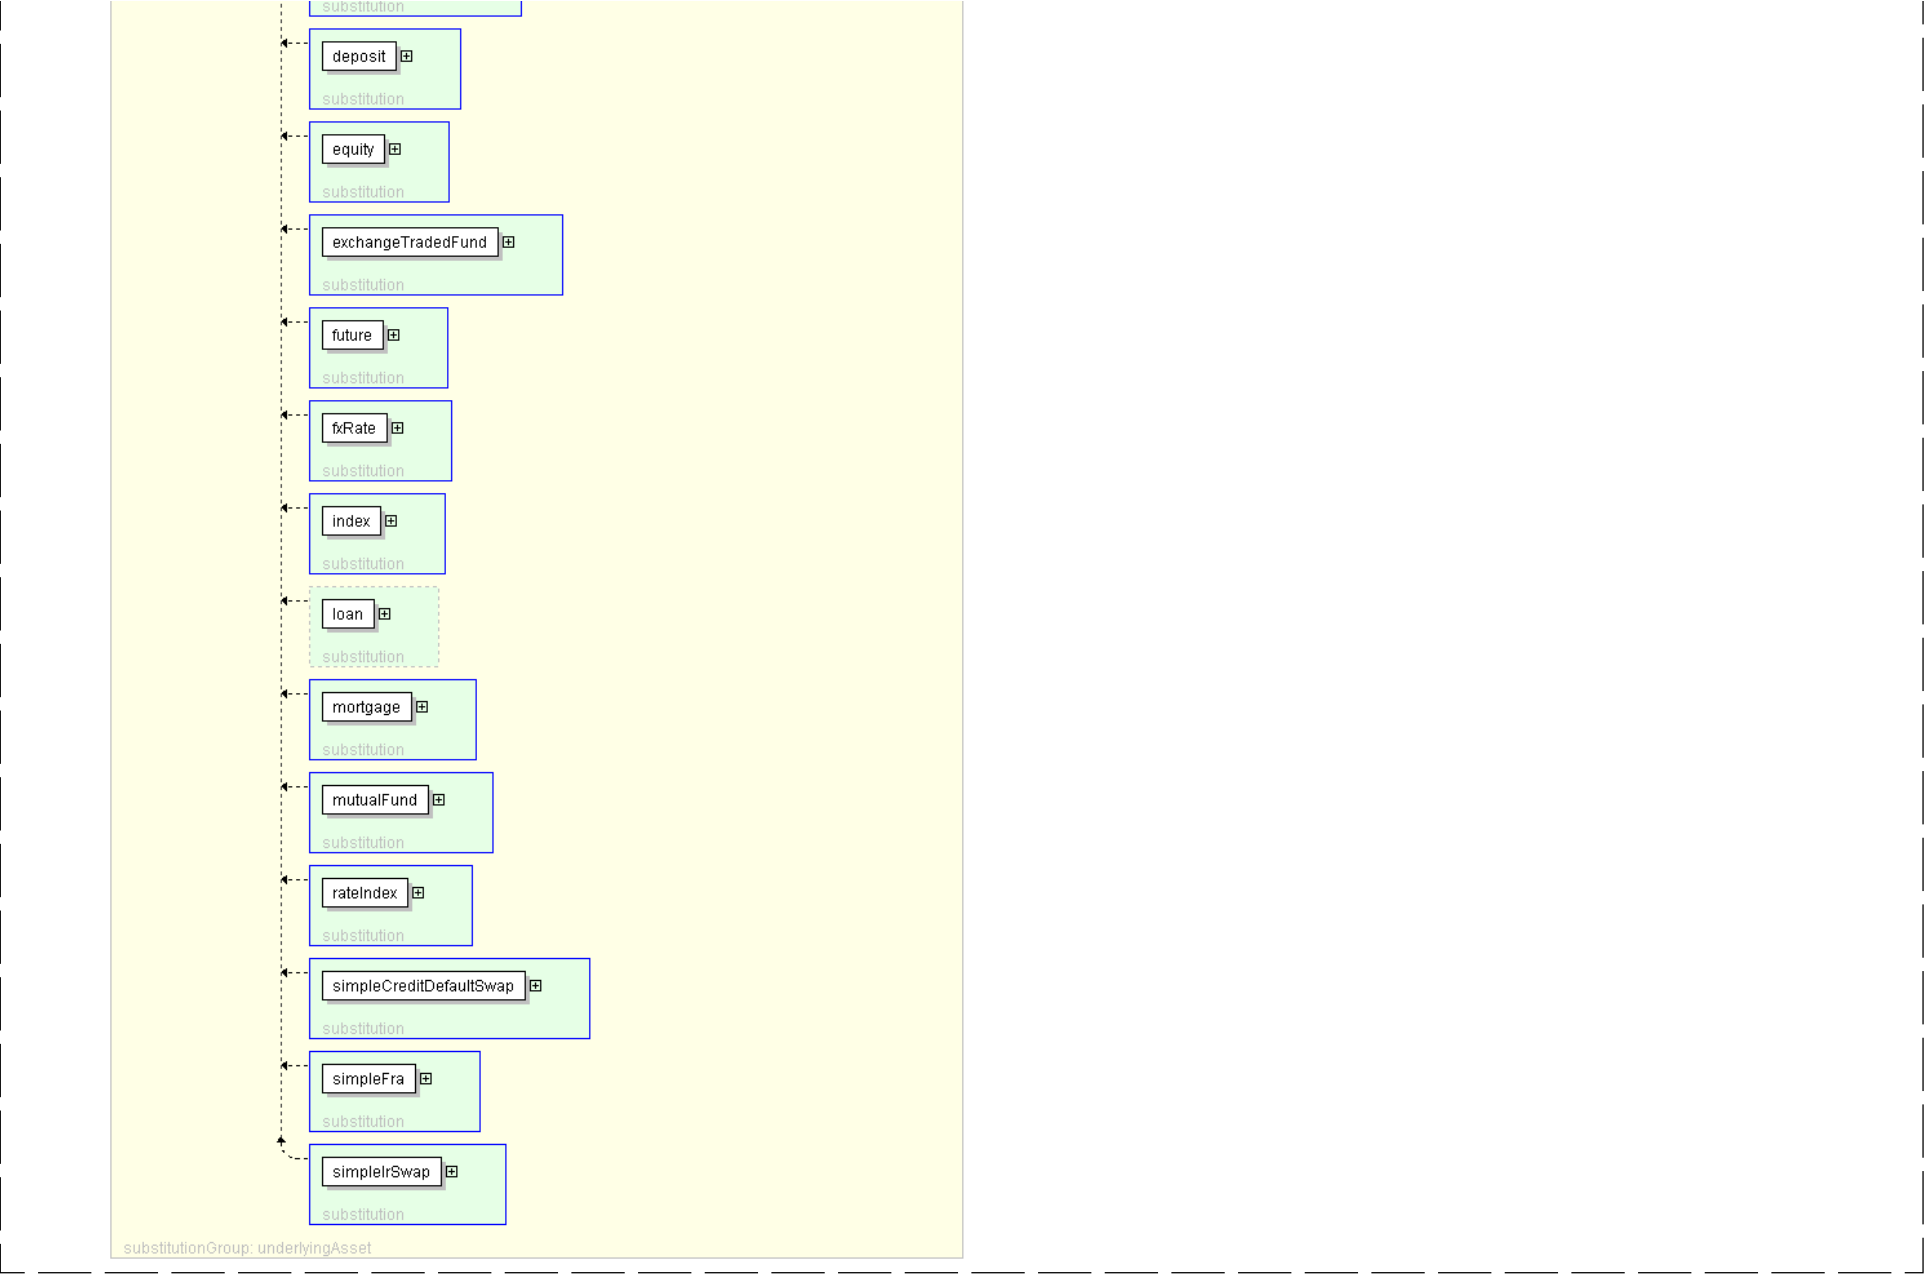 substitution
deposit
substitution
equity
substitution
exchangeTradedFund
substitution
future
substitution
fxRate
substitution
index
substitution
loan
substitution
mortgage
substitution
mutualFund
substitution
rateIndex
substitution
simpleCreditDefaultSwap
substitution
simpleFra
substitution
simpleIrSwap
substitution
substitutionGroup: underlyingAsset